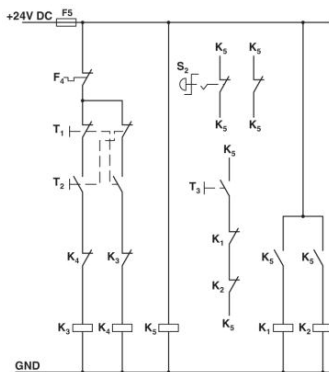 +24V DC F5
K5 K5
S2
F4
K5 K5
T1
K5
T2 T3
K1
K4 K3 K5 K5
K2
K3 K4 K5 K5 K1 K2
GND